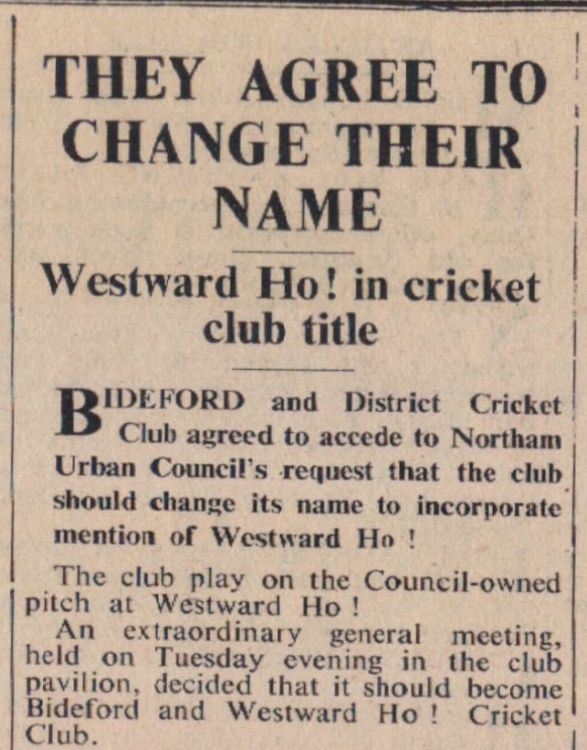 THEY AGREE TO
CHANGE THEIR
NAME
Westward Ho! in cricket
club title
BIDEFORD and District Cricket
Club agreed to accede to Northam
Urban Council's request that the club
should change its name to incorporate
mention of Westward Ho !
The club play on the Council-owned
pitch at Westward Ho !
An extraordinary general meeting,
held on Tuesday evening in the club
pavilion, decided that it should become
Bideford and Westward Ho ! Cricket
Club.